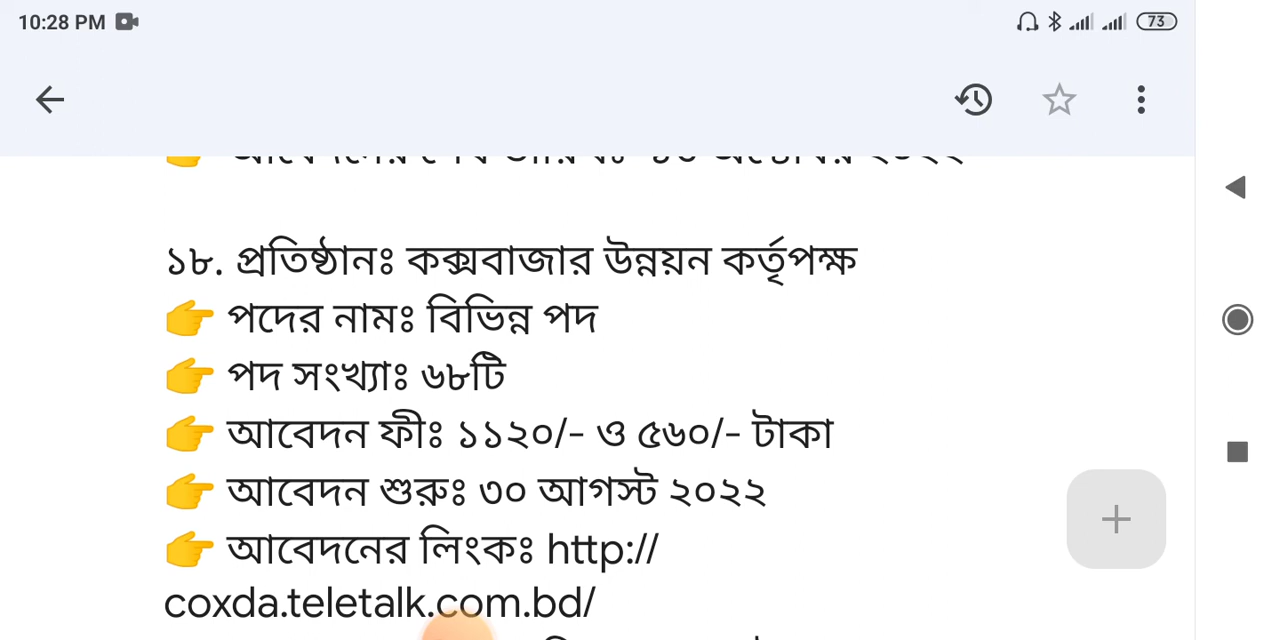 10:28 PM
73
১৮. প্রতিষ্ঠানঃ কক্সবাজার উন্নয়ন কর্তৃপক্ষ
👉 পদের নামঃ বিভিন্ন পদ
👉 পদ সংখ্যাঃ ৬৮টি
👉 আবেদন ফীঃ ১১২০/- ও ৫৬০/- টাকা
👉 আবেদন শুরুঃ ৩০ আগস্ট ২০২২
👉 আবেদনের লিংকঃ http://
coxda.teletalk.com.bd/